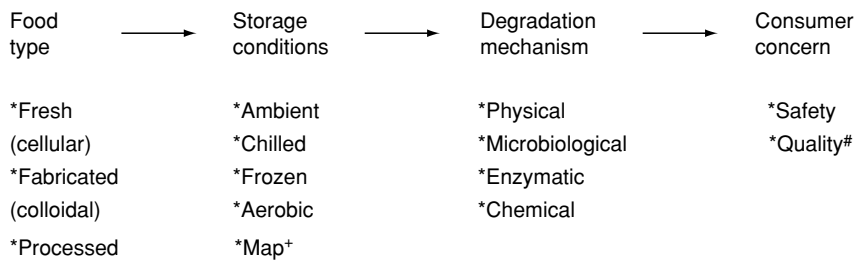 Food type
Storage conditions
Degradation mechanism
Consumer concern
*Fresh
(cellular)
*Fabricated
(colloidal)
*Processed
*Ambient
*Chilled
*Frozen
*Aerobic
*Map+
*Physical
*Microbiological
*Enzymatic
*Chemical
*Safety
*Quality#